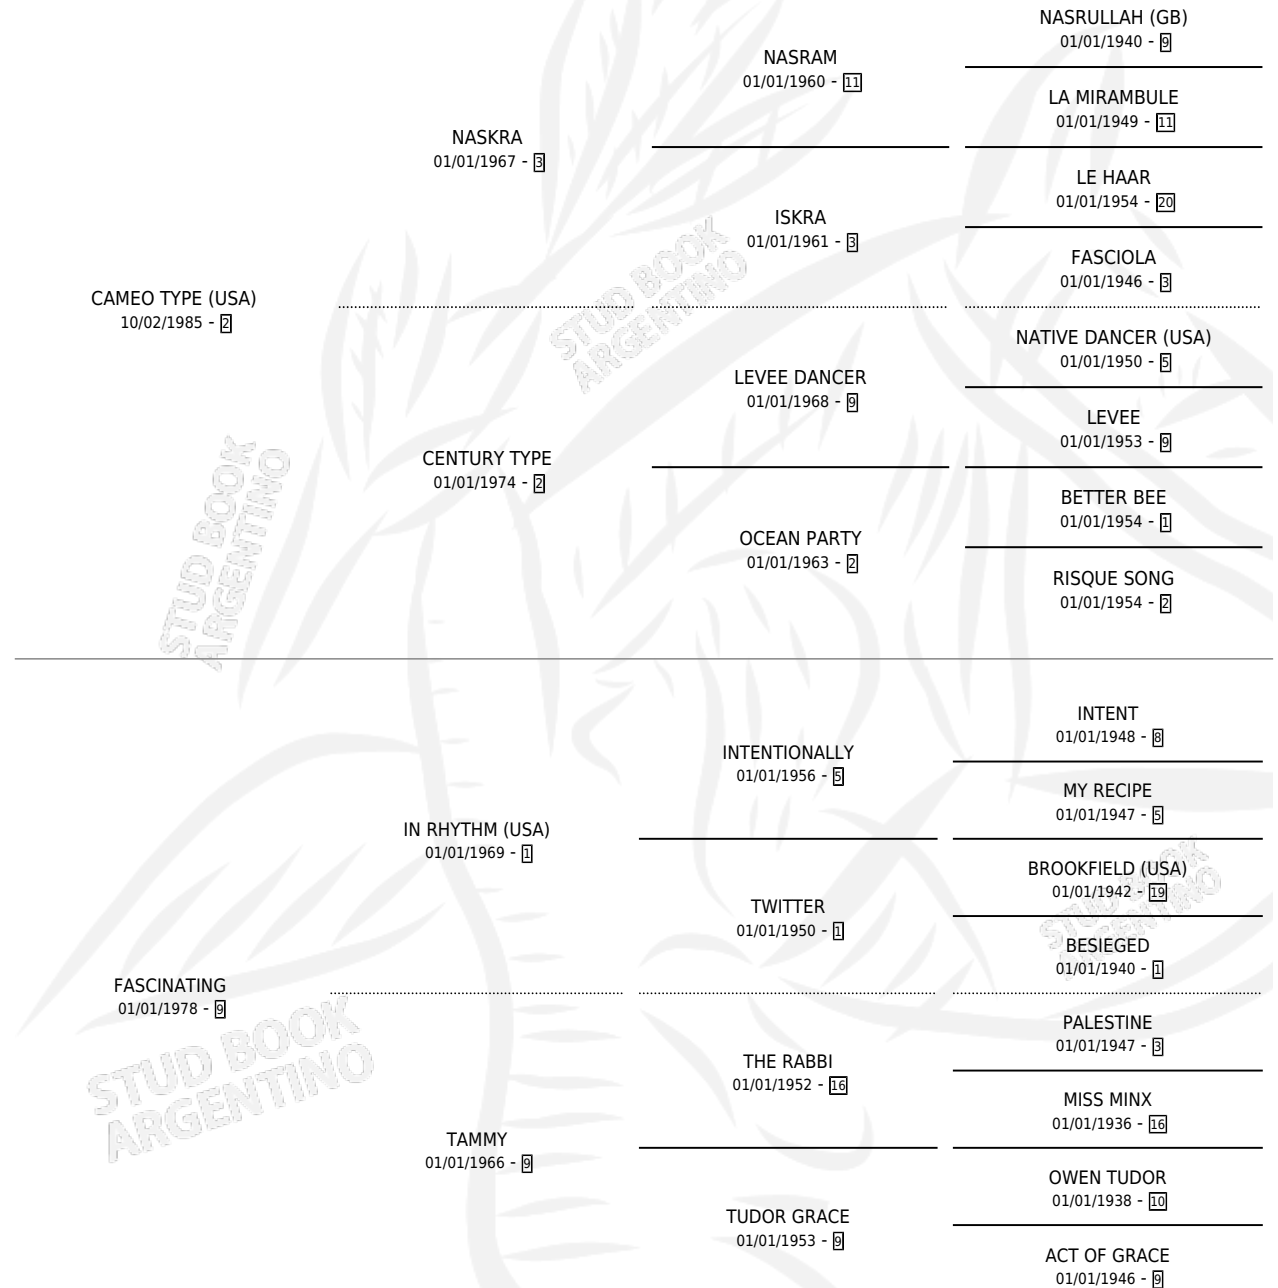 NASRULLAH (GB)
01/01/1940 - 9
NASRAM
01/01/1960 - 11
LA MIRAMBULE
01/01/1949 - 11
NASKRA
01/01/1967 - 3
LE HAAR
01/01/1954 - 20
ISKRA
01/01/1961 - 3
FASCIOLA
01/01/1946 - 3
CAMEO TYPE (USA)
10/02/1985 - 2
NATIVE DANCER (USA)
01/01/1950 - 5
LEVEE DANCER
01/01/1968 - 9
LEVEE
01/01/1953 - 9
CENTURY TYPE
01/01/1974 - 2
BETTER BEE
01/01/1954 - 1
OCEAN PARTY
01/01/1963 - 2
RISQUE SONG
01/01/1954 - 2
INTENT
01/01/1948 - 8
INTENTIONALLY
01/01/1956 - 5
MY RECIPE
01/01/1947 - 5
IN RHYTHM (USA)
01/01/1969 - 1
BROOKFIELD (USA)
01/01/1942 - 19
TWITTER
01/01/1950 - 1
BESIEGED
01/01/1940 - 1
FASCINATING
01/01/1978 - 9
PALESTINE
01/01/1947 - 3
THE RABBI
01/01/1952 - 16
MISS MINX
01/01/1936 - 16
TAMMY
01/01/1966 - 9
OWEN TUDOR
01/01/1938 - 10
TUDOR GRACE
01/01/1953 - 9
ACT OF GRACE
01/01/1946 - 9
STUD BOOK
ARGENTINO
STUD BOOK
ARGENTINO
STUD BOOK
ARGENTINO
STUD BOOK
ARGENTINO